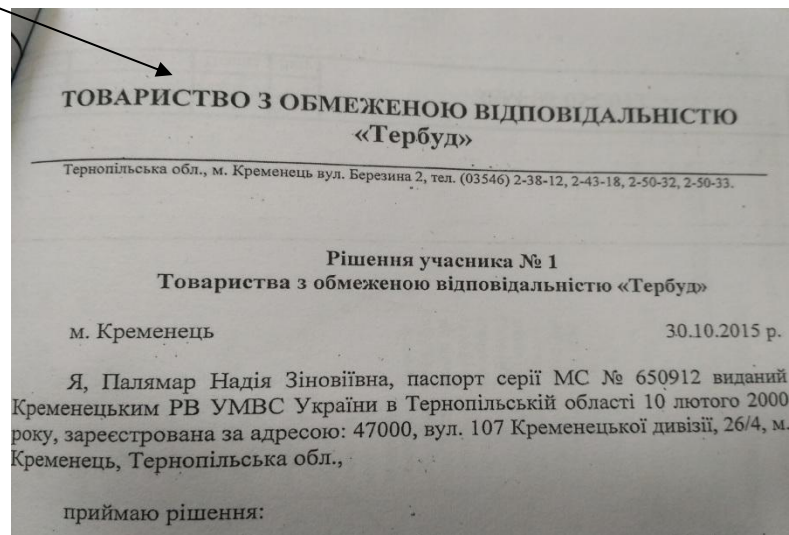 ТОВАРИСТВО З ОБМЕЖЕНОЮ ВІДПОВІДАЛЬНІСТЮ
«Тербуд»
Тернопільська обл., м. Кременець вул. Березина 2, тел. (03546) 2-38-12, 2-43-18, 2-50-32, 2-50-33.
Рішення учасника № 1
Товариства з обмеженою відповідальністю «Тербуд»
м. Кременець 30.10.2015 р.
Я, Палямар Надія Зіновіївна, паспорт серії МС № 650912 виданий
Кременецьким РВ УМВС України в Тернопільській області 10 лютого 2000
року, зареєстрована за адресою: 47000, вул. 107 Кременецької дивізії, 26/4, м.
Кременець, Тернопільська обл.,
приймаю рішення: